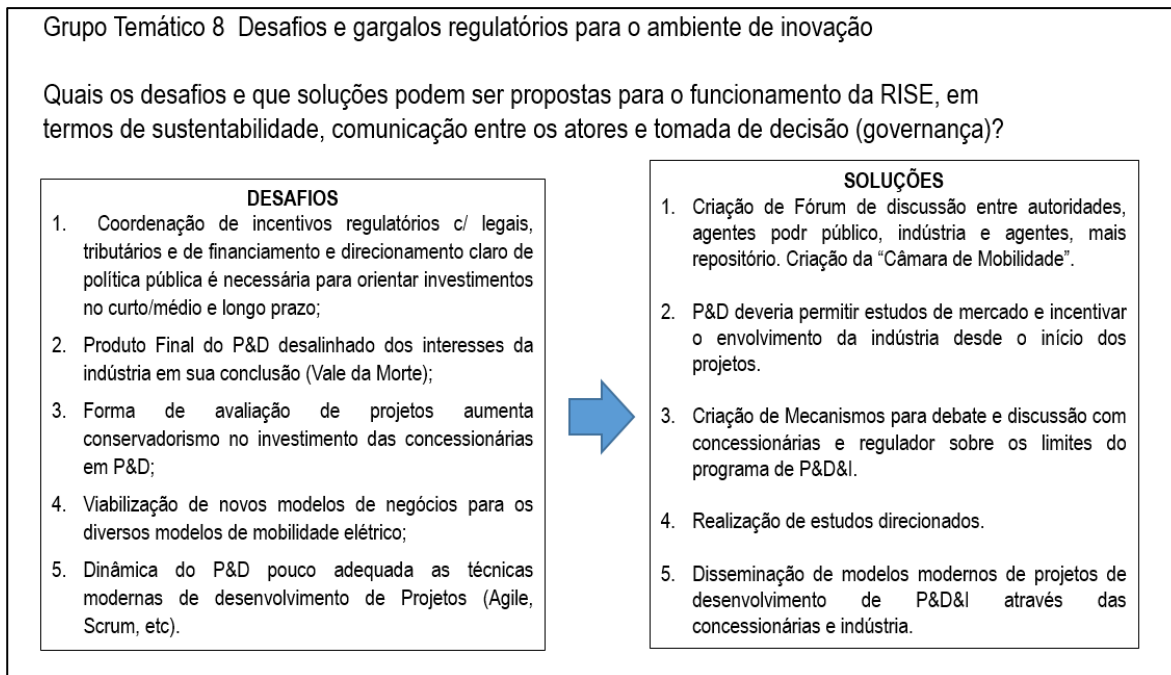 Grupo Temático 8 Desafios e gargalos regulatórios para o ambiente de inovação
Quais os desafios e que soluções podem ser propostas para o funcionamento da RISE, em
termos de sustentabilidade, comunicação entre os atores e tomada de decisão (governança)?
DESAFIOS
1. Coordenação de incentivos regulatórios c/ legais,
tributários e de financiamento e direcionamento claro de
política pública é necessária para orientar investimentos
no curto/médio e longo prazo;
2. Produto Final do P&D desalinhado dos interesses da
indústria em sua conclusão (Vale da Morte);
3. Forma de avaliação de projetos aumenta
conservadorismo no investimento das concessionárias
em P&D;
4. Viabilização de novos modelos de negócios para os
diversos modelos de mobilidade elétrico;
5. Dinâmica do P&D pouco adequada as técnicas
modernas de desenvolvimento de Projetos (Agile,
Scrum, etc).
SOLUÇÕES
1. Criação de Fórum de discussão entre autoridades,
agentes podr público, indústria e agentes, mais
repositório. Criação da “Câmara de Mobilidade”.
2. P&D deveria permitir estudos de mercado e incentivar
o envolvimento da indústria desde o início dos
projetos.
3. Criação de Mecanismos para debate e discussão com
concessionárias e regulador sobre os limites do
programa de P&D&I.
4. Realização de estudos direcionados.
5. Disseminação de modelos modernos de projetos de
desenvolvimento de P&D&I através das
concessionárias e indústria.